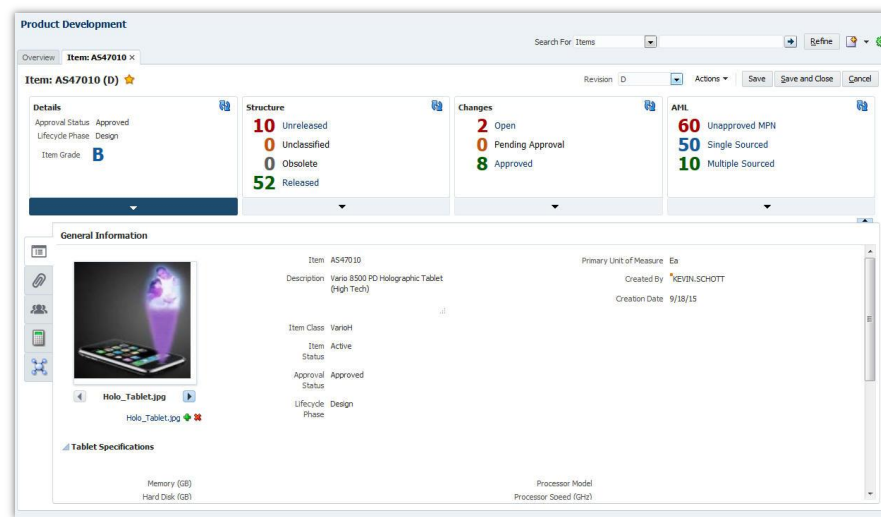 Product Development
Search For Items
Refine
Overview
Item: AS47010 ×
Item: AS47010 (D)
Revision D
Actions
Save
Save and Close
Cancel
Details
Approval Status Approved
Lifecycle Phase Design
Item Grade B
Structure
10 Unreleased
0 Unclassified
0 Obsolete
52 Released
Changes
2 Open
0 Pending Approval
8 Approved
AML
60 Unapproved MPN
50 Single Sourced
10 Multiple Sourced
General Information
Holo_Tablet.jpg
Holo_Tablet.jpg
Item AS47010
Description Vario 8500 PD Holographic Tablet
(High Tech)
Item Class VarioH
Item Active
Status
Approval Approved
Status
Lifecycle Design
Phase
Primary Unit of Measure Ea
Created By *KEVIN.SCHOTT
Creation Date 9/18/15
Tablet Specifications
Memory (GB)
Processor Model
Hard Disk (GB)
Processor Speed (GHz)